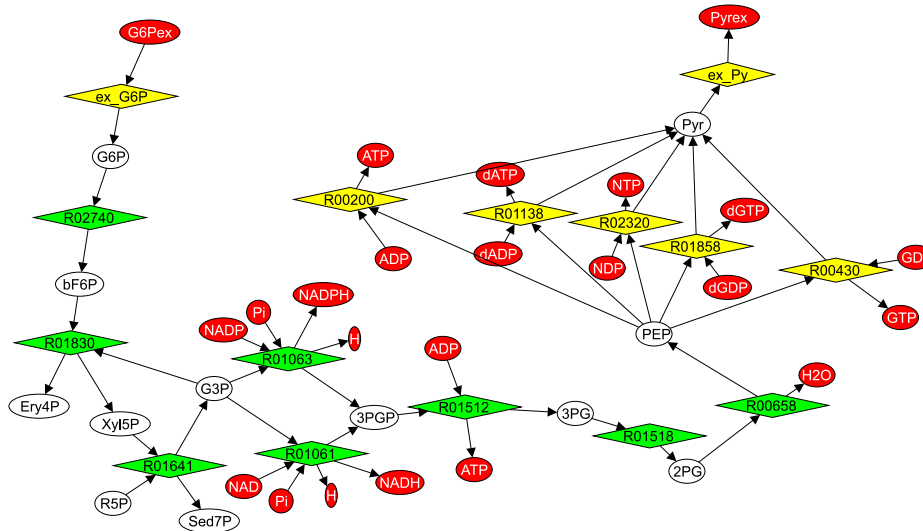 G6Pex
Pyrex
ex_G6P
ex_Py
Pyr
G6P
ATP
dATP
NTP
R00200
R01138
R02320
dGTP
R02740
R01858
ADP
dADP
NDP
dGDP
R00430
GD
bF6P
GTP
NADPH
Pi
NADP
H
PEP
R01830
R01063
ADP
H2O
G3P
Ery4P
Xyl5P
3PGP
R01512
3PG
R00658
R01518
R01641
R01061
2PG
ATP
NAD
NADH
R5P
Pi
H
Sed7P